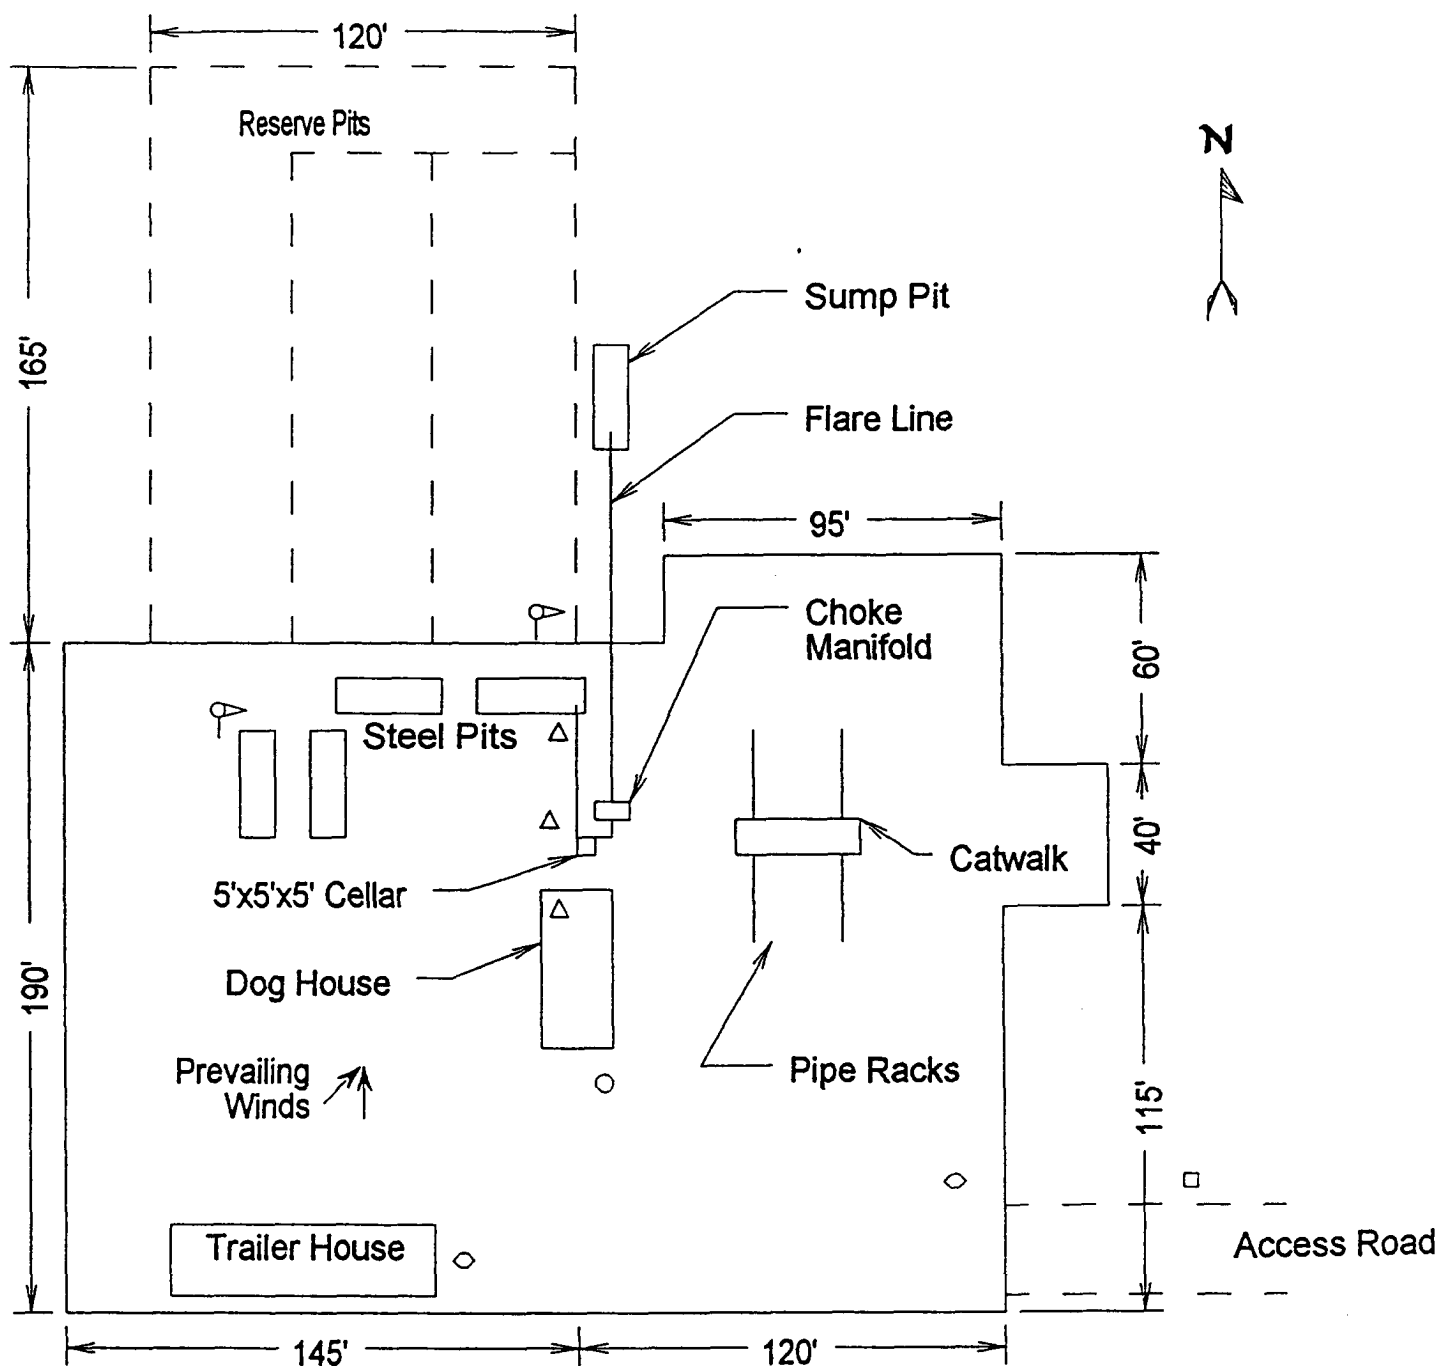 120'
Reserve Pits
N
Sump Pit
165'
Flare Line
95'
Choke
Manifold
60'
Steel Pits
40'
Catwalk
5'x5'x5' Cellar
190'
Dog House
Prevailing
Winds
Pipe Racks
115'
Trailer House
Access Road
145'
120'